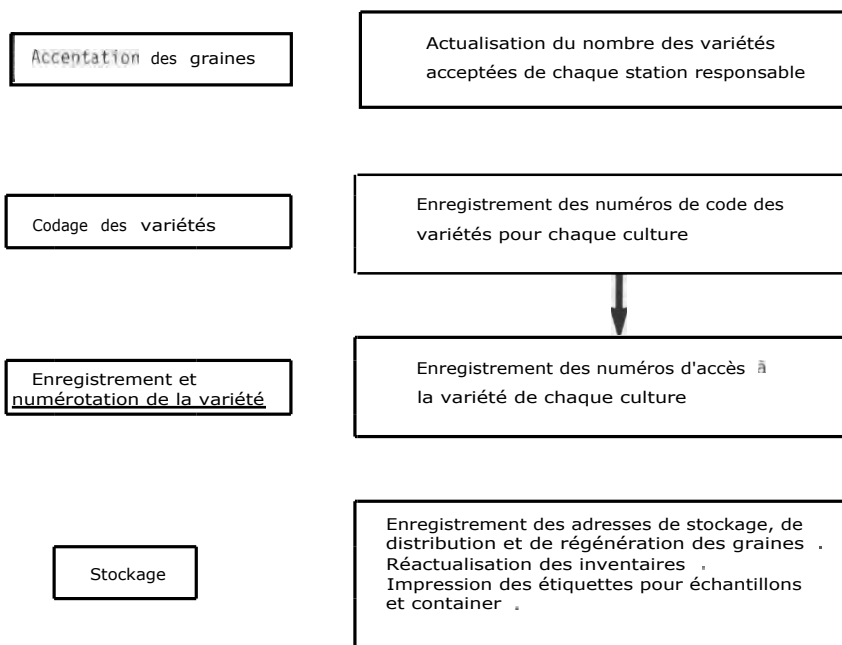 Acceptation des graines
Actualisation du nombre des variétés
acceptées de chaque station responsable
Codage des variétés
Enregistrement des numéros de code des
variétés pour chaque culture
Enregistrement et
numérotation de la variété
Enregistrement des numéros d'accès à
la variété de chaque culture
Stockage
Enregistrement des adresses de stockage, de
distribution et de régénération des graines .
Réactualisation des inventaires .
Impression des étiquettes pour échantillons
et container .